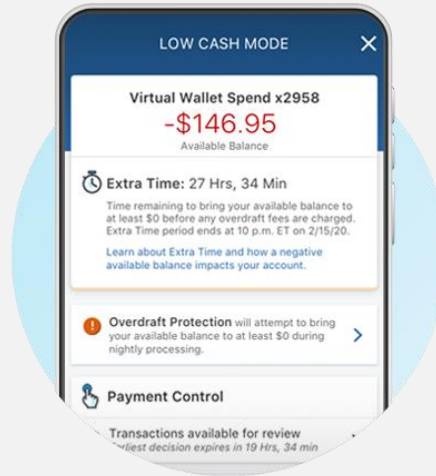 LOW CASH MODE
Virtual Wallet Spend x2958
-$146.95
Available Balance
Extra Time: 27 Hrs, 34 Min
Time remaining to bring your available balance to
at least $0 before any overdraft fees are charged.
Extra Time period ends at 10 p.m. ET on 2/15/20.
Learn about Extra Time and how a negative
available balance impacts your account.
Overdraft Protection will attempt to bring
your available balance to at least $0 during
nightly processing.
Payment Control
Transactions available for review
decision expires in 19 Hrs, 34 min